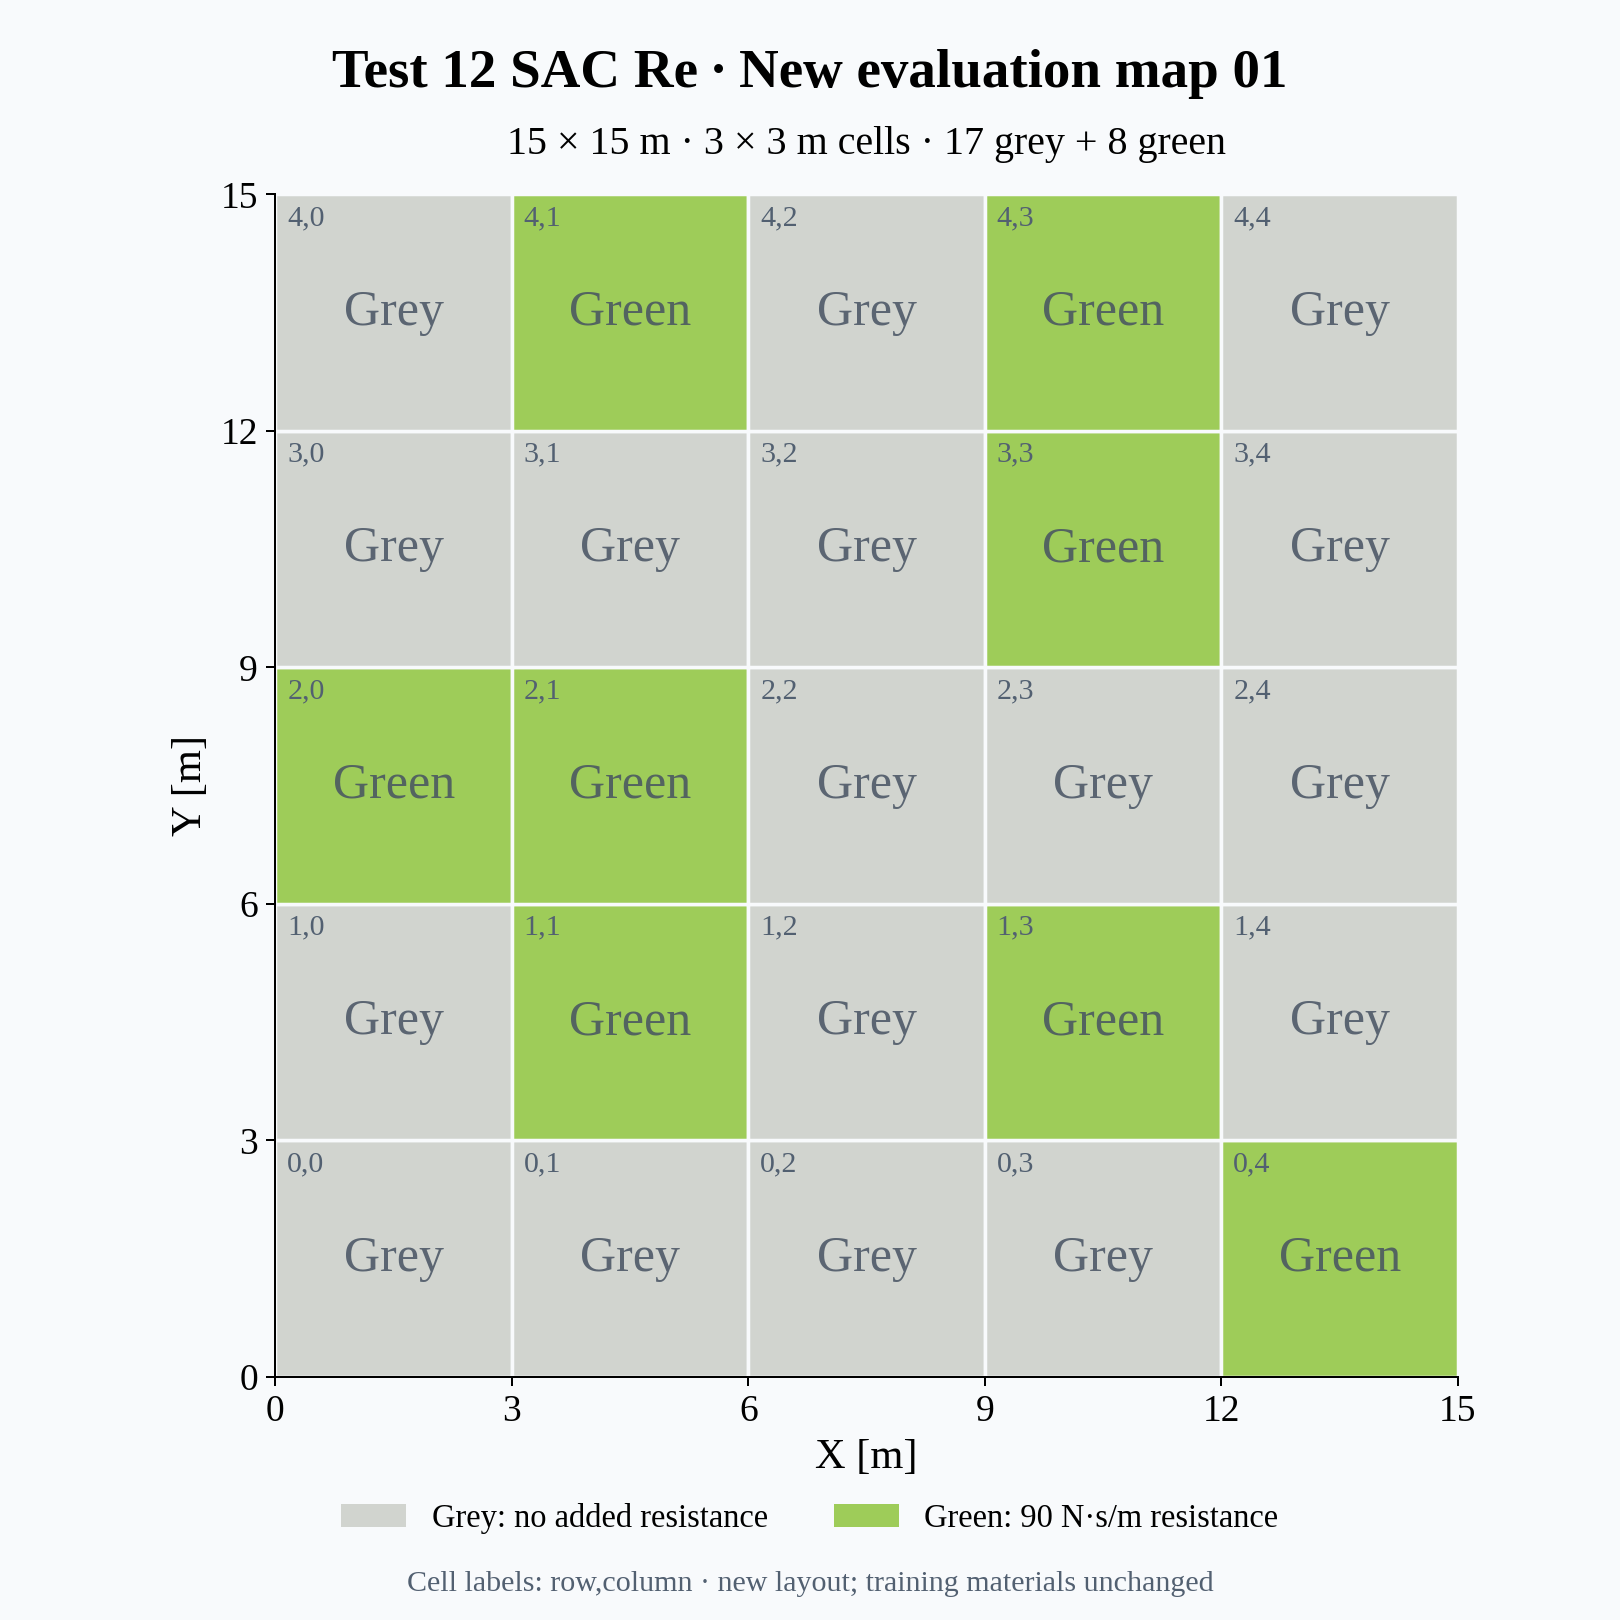 Test 12 SAC Re · New evaluation map 01
15 × 15 m · 3 × 3 m cells · 17 grey + 8 green
15
4,0 4,1 4,2 4,3 4,4
Grey Green Grey Green Grey
12
3,0 3,1 3,2 3,3 3,4
Grey Grey Grey Green Grey
9
2,0 2,1 2,2 2,3 2,4
Green Green Grey Grey Grey
Y [m]
6
1,0 1,1 1,2 1,3 1,4
Grey Green Grey Green Grey
3
0,0 0,1 0,2 0,3 0,4
Grey Grey Grey Grey Green
0
0 3 6 9 12 15
X [m]
Grey: no added resistance Green: 90 N·s/m resistance
Cell labels: row,column · new layout; training materials unchanged